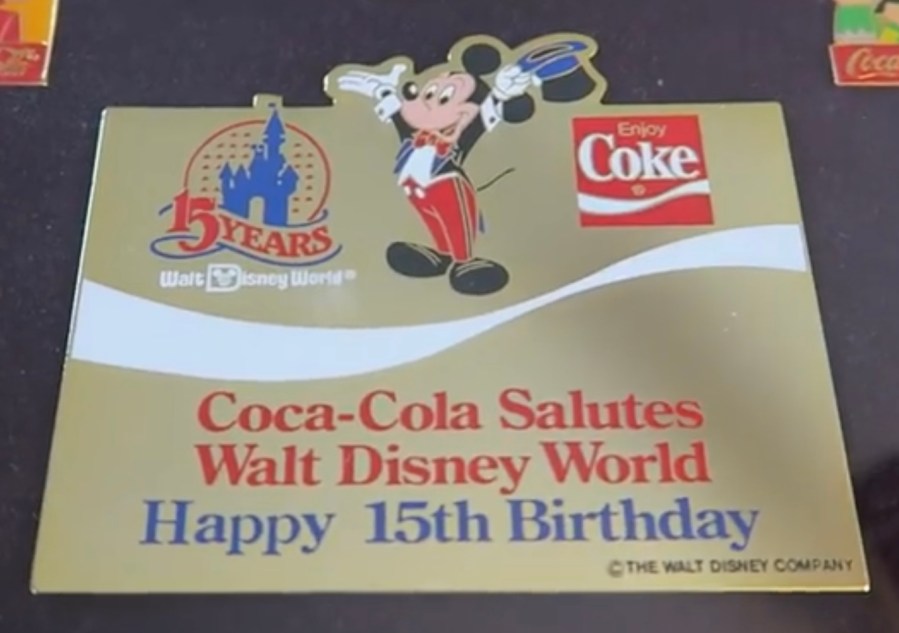 15 YEARS
Walt Disney World®
Enjoy
Coke
®
Coca-Cola Salutes
Walt Disney World
Happy 15th Birthday
©THE WALT DISNEY COMPANY
Coca